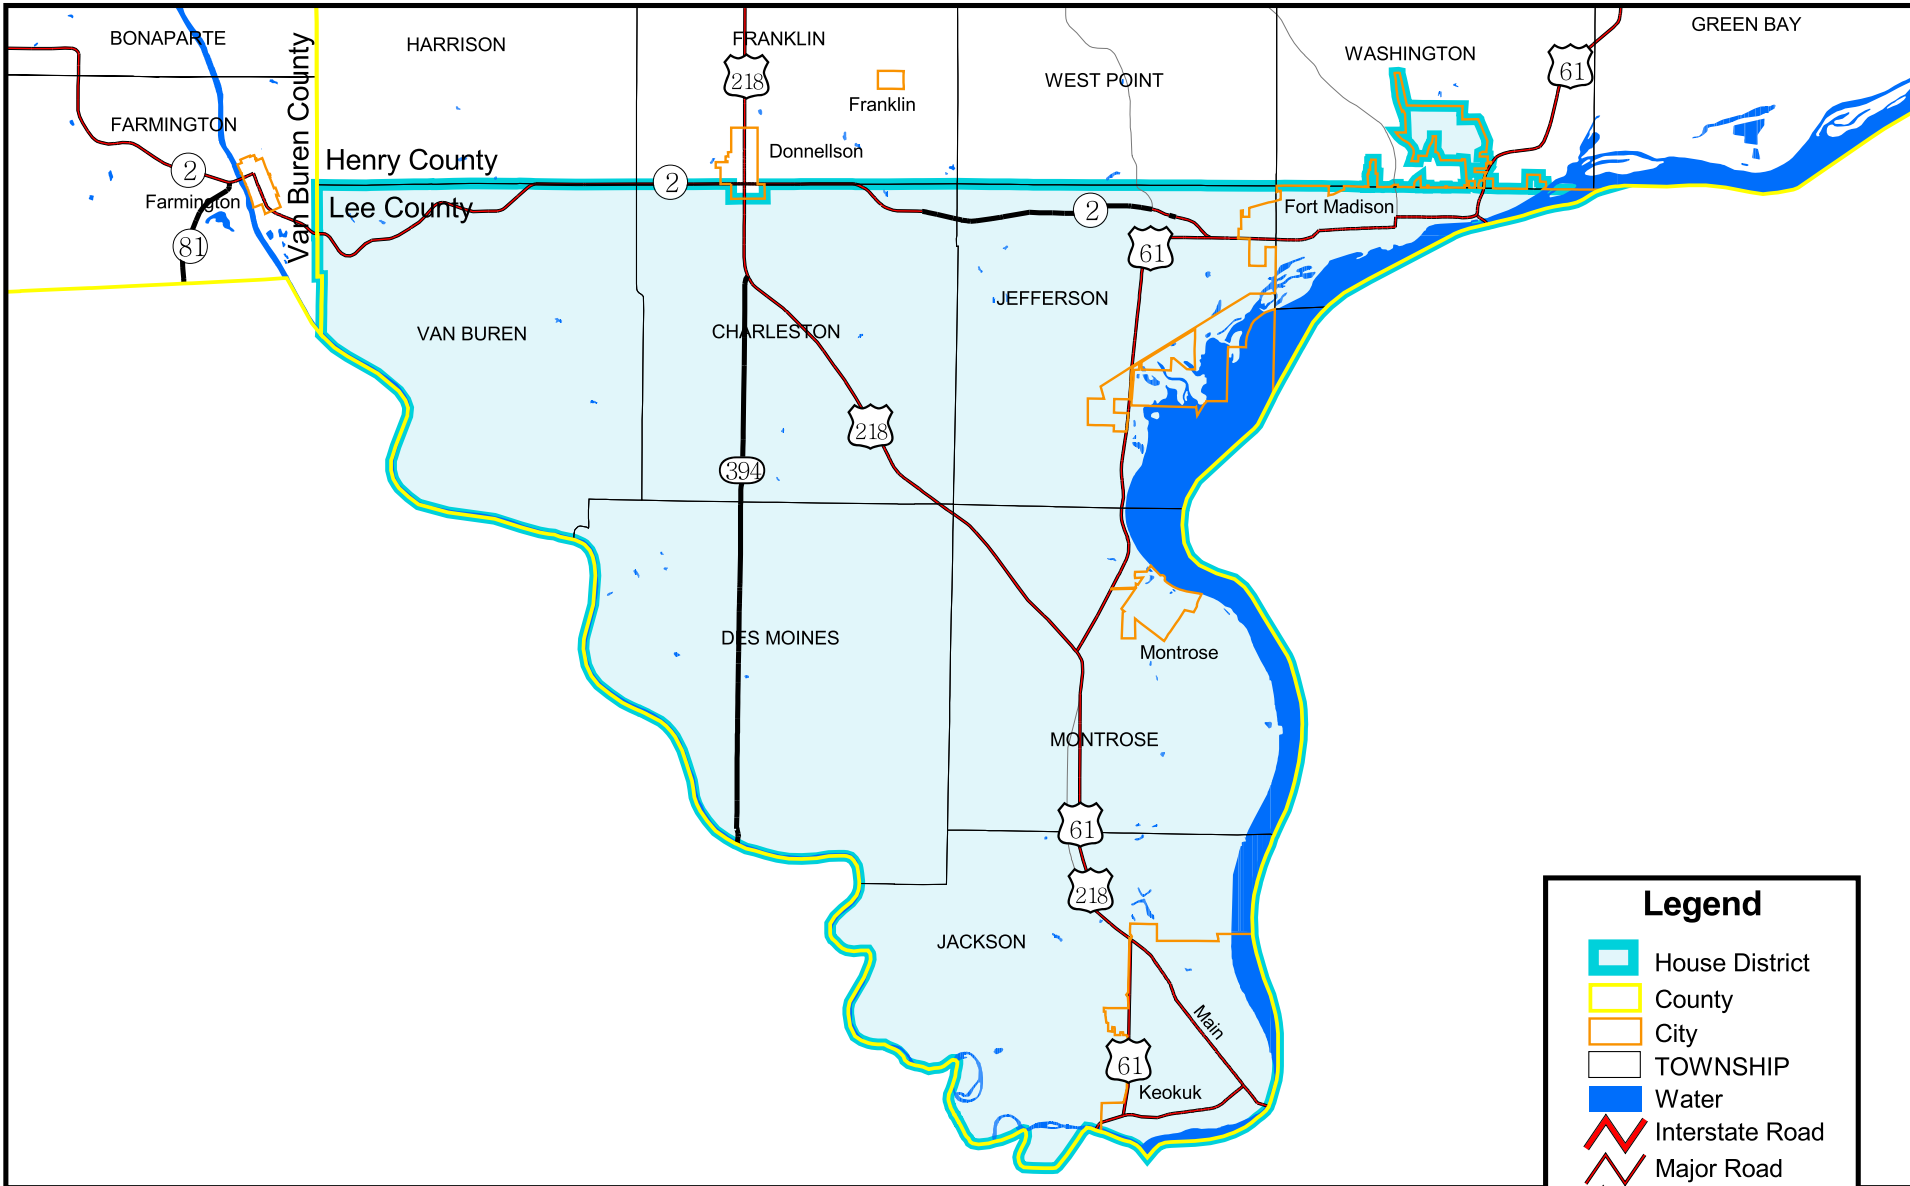 BONAPARTE
HARRISON
FRANKLIN
WASHINGTON
GREEN BAY
218
61
WEST POINT
Franklin
FARMINGTON
Van Buren County
Henry County
Donnellson
2
2
Farmington
Lee County
2
Fort Madison
81
61
JEFFERSON
VAN BUREN
CHARLESTON
218
394
DES MOINES
Montrose
MONTROSE
61
218
JACKSON
Main
61
Keokuk
Legend
House District
County
City
TOWNSHIP
Water
Interstate Road
Major Road